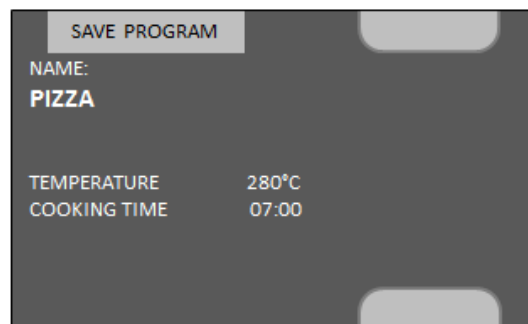 SAVE PROGRAM
NAME:
PIZZA
TEMPERATURE 280°C
COOKING TIME 07:00